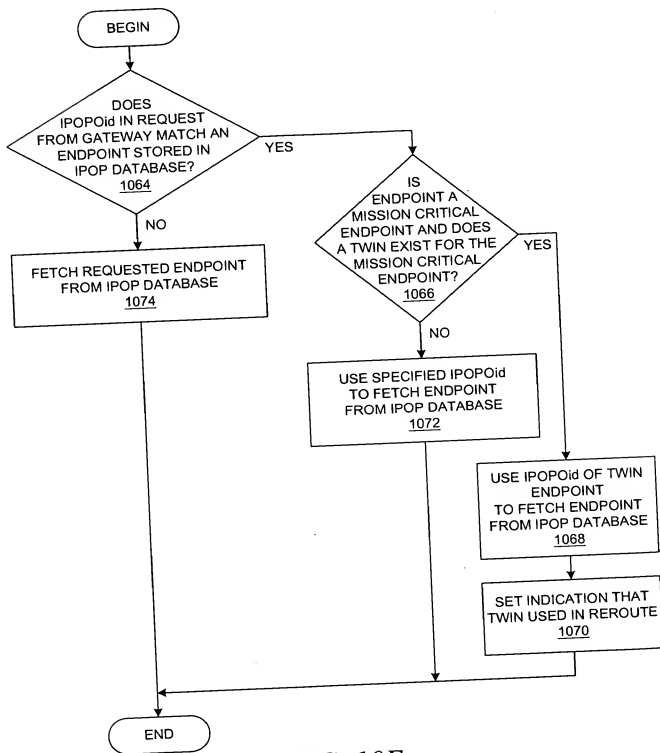 BEGIN
DOES
IPOPOid IN REQUEST
FROM GATEWAY MATCH AN
ENDPOINT STORED IN
IPOP DATABASE?
1064
YES
NO
IS
ENDPOINT A
MISSION CRITICAL
ENDPOINT AND DOES
A TWIN EXIST FOR THE
MISSION CRITICAL
ENDPOINT?
1066
YES
NO
FETCH REQUESTED ENDPOINT
FROM IPOP DATABASE
1074
USE SPECIFIED IPOPOid
TO FETCH ENDPOINT
FROM IPOP DATABASE
1072
USE IPOPOid OF TWIN
ENDPOINT
TO FETCH ENDPOINT
FROM IPOP DATABASE
1068
SET INDICATION THAT
TWIN USED IN REROUTE
1070
END